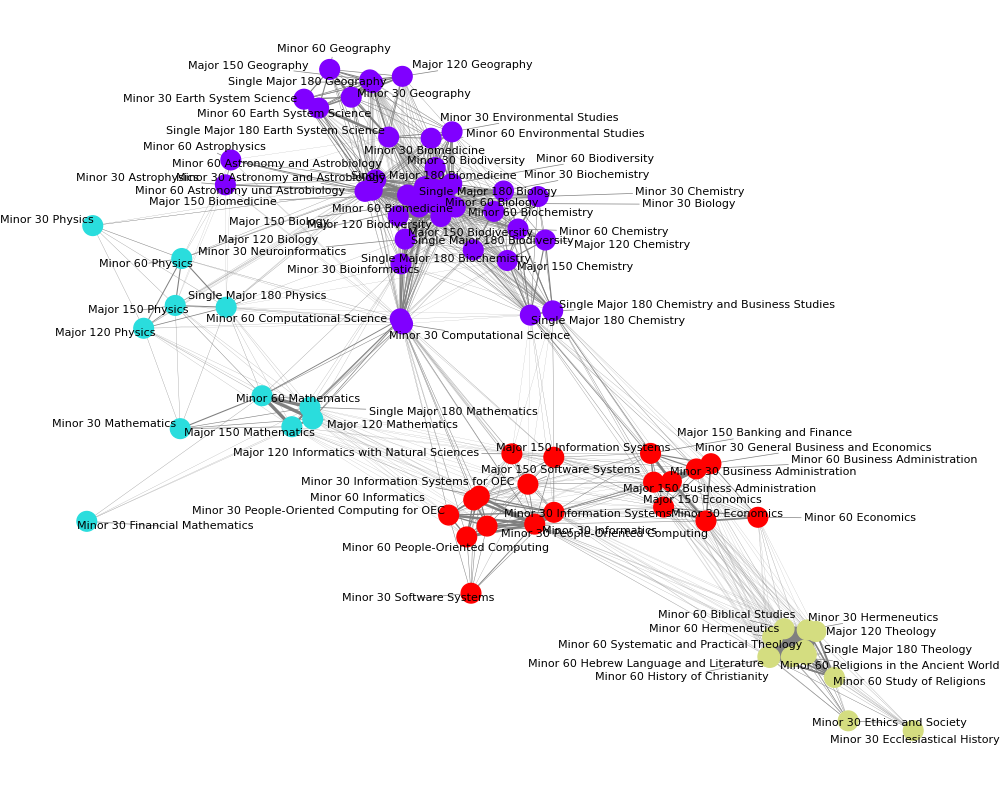 Minor 60 Geography
Major 150 Geography
Major 120 Geography
Single Major 180 Geography
Minor 30 Geography
Minor 30 Earth System Science
Minor 60 Earth System Science
Minor 30 Environmental Studies
Single Major 180 Earth System Science
Minor 60 Environmental Studies
Minor 60 Astrophysics
Minor 30 Biomedicine
Minor 60 Astronomy and Astrobiology
Minor 30 Biodiversity
Minor 60 Biodiversity
Minor 30 Astrophysics
Minor 30 Astronomy and Astrobiology
Single Major 180 Biomedicine
Minor 30 Biochemistry
Minor 60 Astronomy und Astrobiology
Single Major 180 Biology
Minor 30 Chemistry
Major 150 Biomedicine
Minor 60 Biology
Minor 30 Biology
Minor 60 Biomedicine
Minor 60 Biochemistry
Minor 30 Physics
Major 150 Biology
Major 120 Biodiversity
Major 150 Biodiversity
Minor 60 Chemistry
Major 120 Biology
Single Major 180 Biodiversity
Major 120 Chemistry
Minor 30 Neuroinformatics
Single Major 180 Biochemistry
Minor 60 Physics
Minor 30 Bioinformatics
Major 150 Chemistry
Single Major 180 Physics
Major 150 Physics
Single Major 180 Chemistry and Business Studies
Minor 60 Computational Science
Single Major 180 Chemistry
Major 120 Physics
Minor 30 Computational Science
Minor 60 Mathematics
Single Major 180 Mathematics
Minor 30 Mathematics
Major 120 Mathematics
Major 150 Mathematics
Major 150 Banking and Finance
Major 120 Informatics with Natural Sciences
Major 150 Information Systems
Minor 30 General Business and Economics
Minor 60 Business Administration
Major 150 Software Systems
Minor 30 Business Administration
Minor 30 Information Systems for OEC
Major 150 Business Administration
Minor 60 Informatics
Major 150 Economics
Minor 30 People-Oriented Computing for OEC
Minor 30 Information Systems
Minor 30 Economics
Minor 60 Economics
Minor 30 Financial Mathematics
Minor 30 Informatics
Minor 30 People-Oriented Computing
Minor 60 People-Oriented Computing
Minor 30 Software Systems
Minor 60 Biblical Studies
Minor 30 Hermeneutics
Minor 60 Hermeneutics
Major 120 Theology
Minor 60 Systematic and Practical Theology
Single Major 180 Theology
Minor 60 Hebrew Language and Literature
Minor 60 Religions in the Ancient World
Minor 60 History of Christianity
Minor 60 Study of Religions
Minor 30 Ethics and Society
Minor 30 Ecclesiastical History